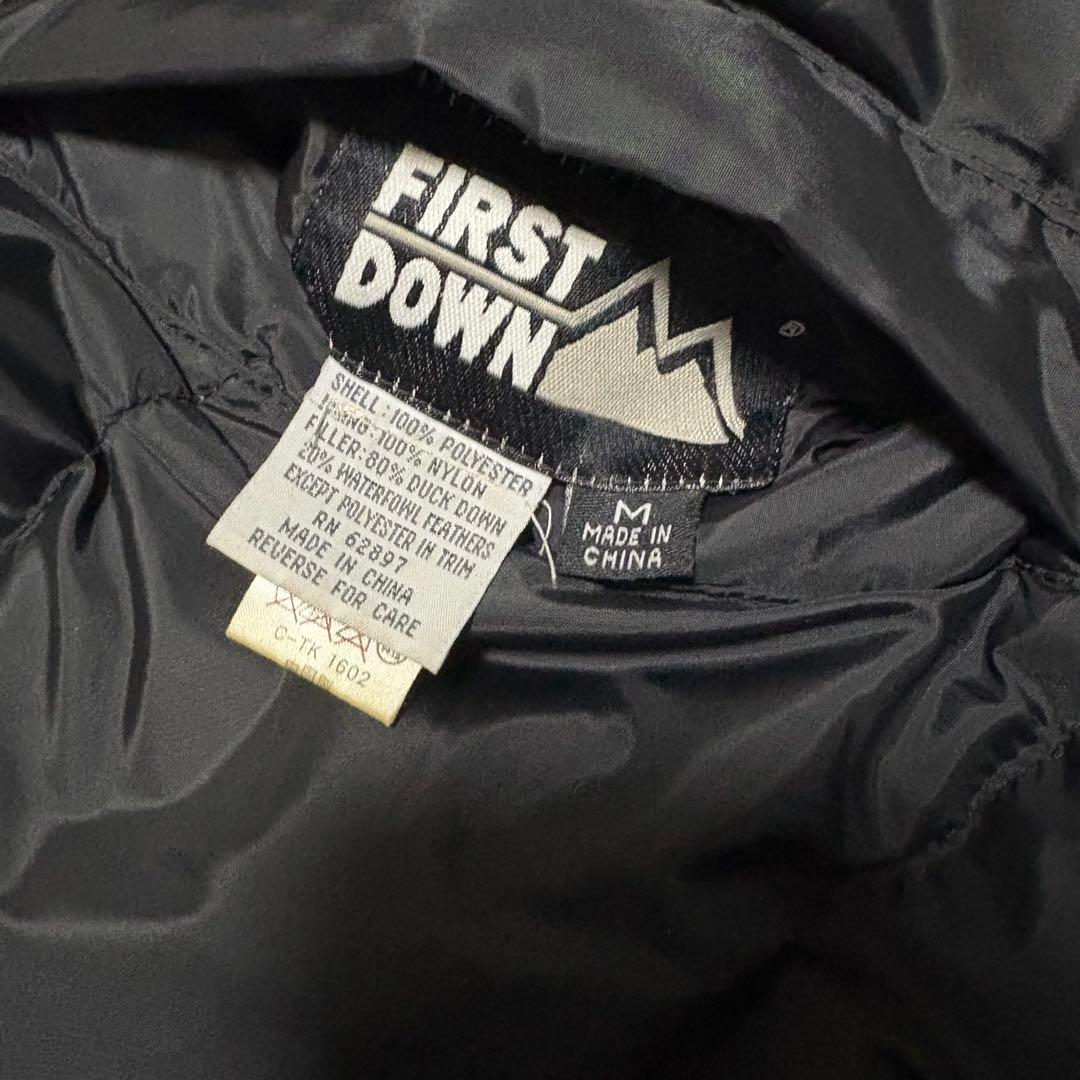 FIRST
DOWN
®
SHELL:100% POLYESTER
LINING:100% NYLON
FILLER:80% DUCK DOWN
20% WATERFOWL FEATHERS
EXCEPT POLYESTER IN TRIM
RN 62897
MADE IN CHINA
REVERSE FOR CARE
M
MADE IN
CHINA
C-TK 1602